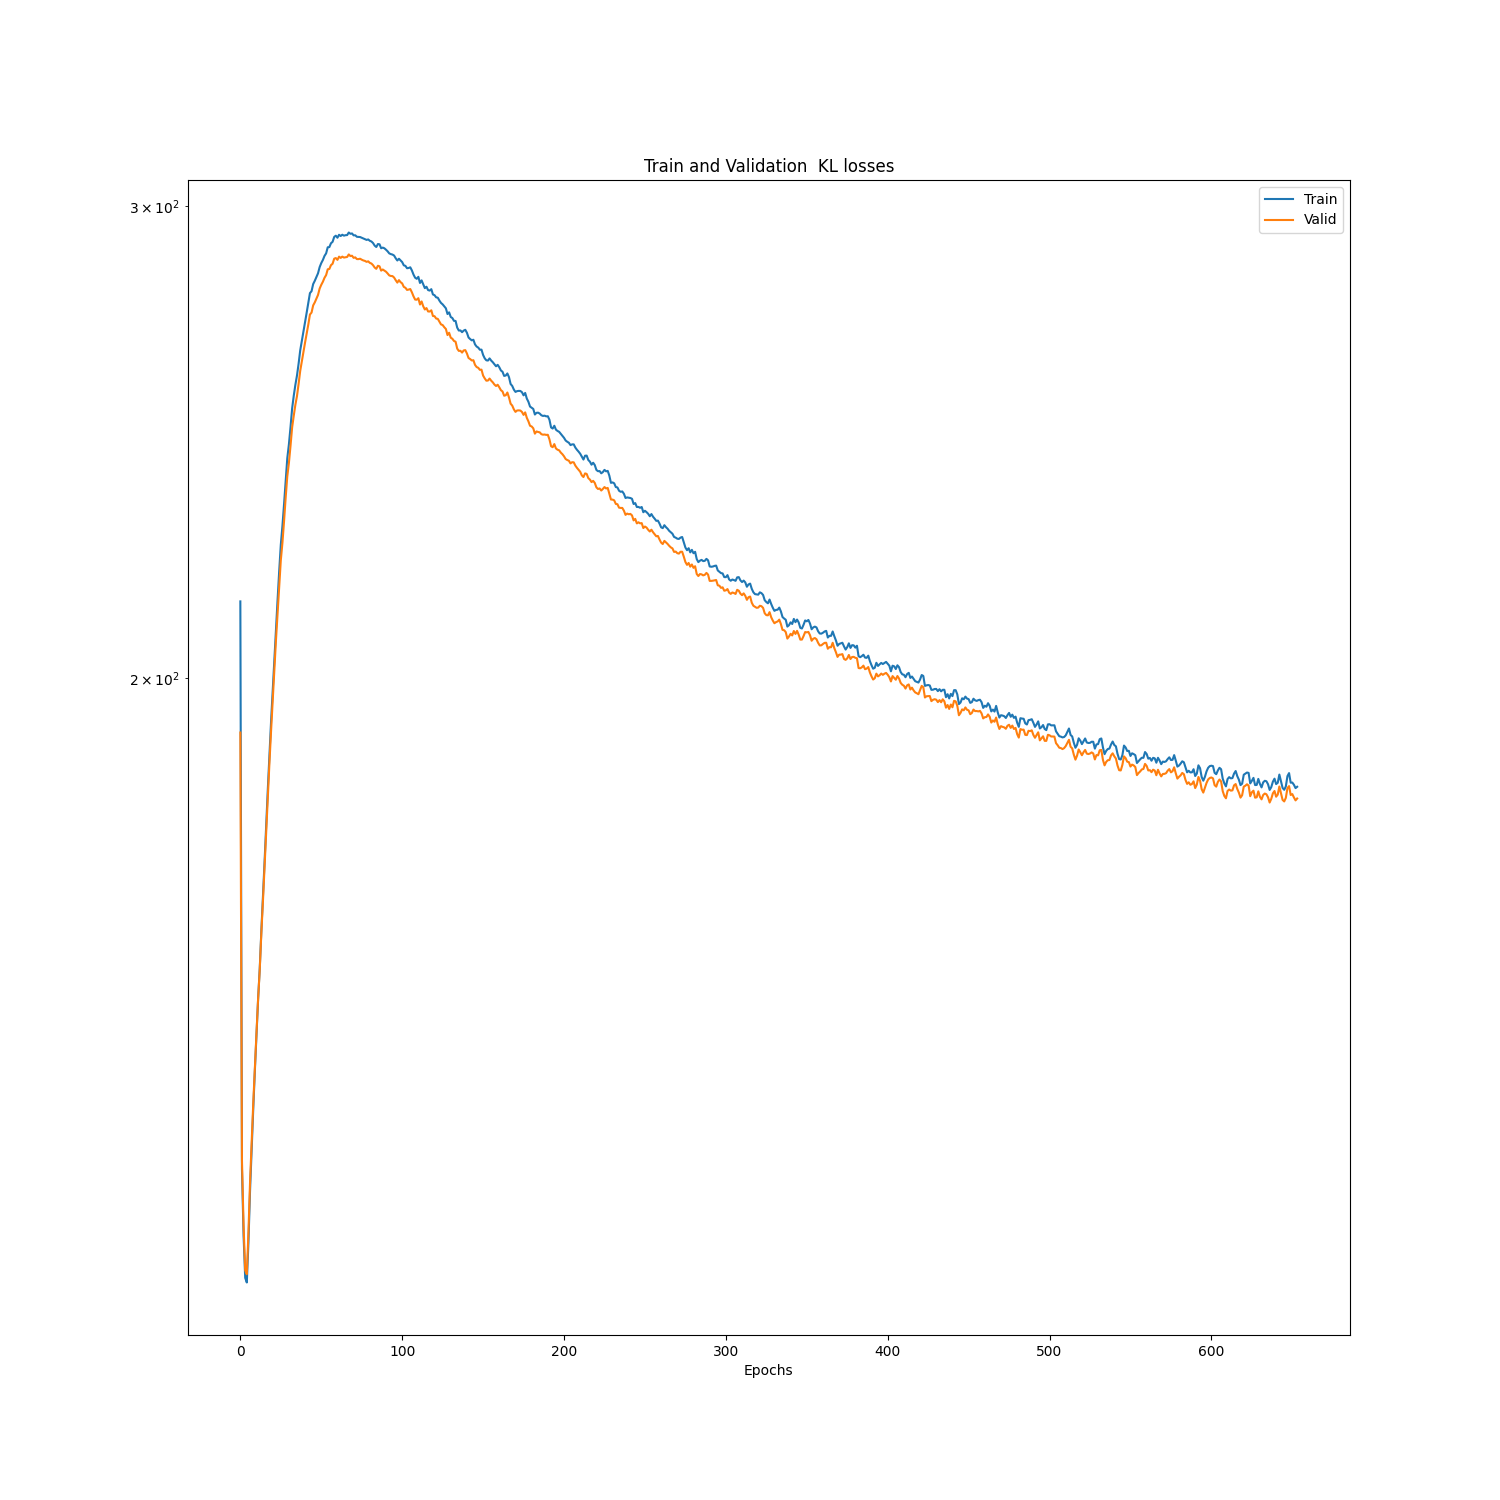 Train and Validation  KL losses
3 × 10²
2 × 10²
Train
Valid
0 100 200 300 400 500 600
Epochs